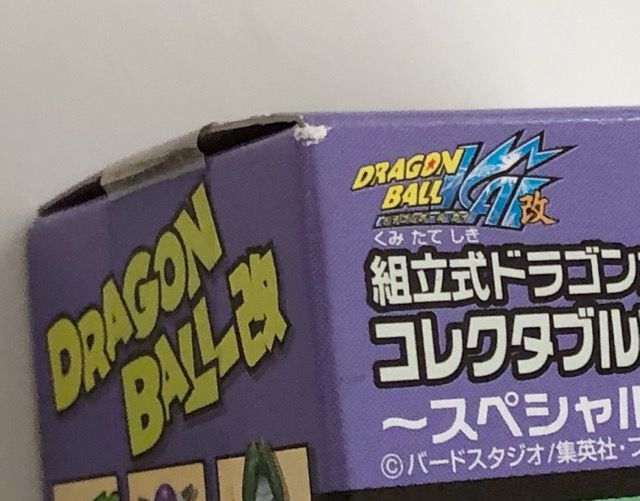 DRAGON
BALL改
DRAGON
BALL KAI
改
くみ たて しき
組立式ドラゴン
コレクタブル
～スペシャル
©バードスタジオ/集英社・フ